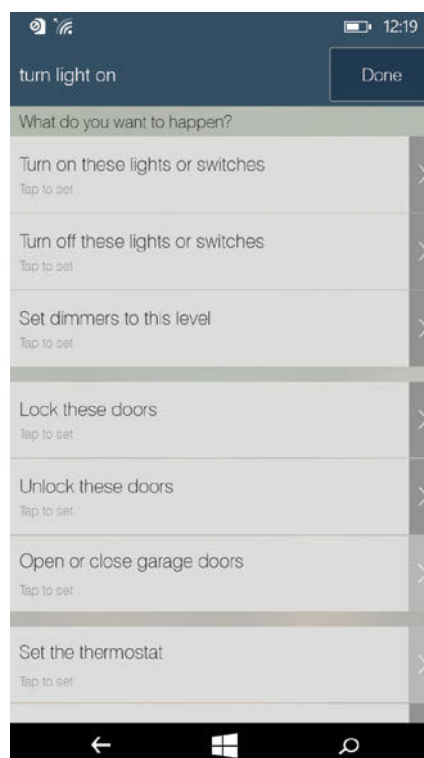 12:19
turn light on
Done
What do you want to happen?
Turn on these lights or switches
Tap to set
Turn off these lights or switches
Tap to set
Set dimmers to this level
Tap to set
Lock these doors
Tap to set
Unlock these doors
Tap to set
Open or close garage doors
Tap to set
Set the thermostat
Tap to set